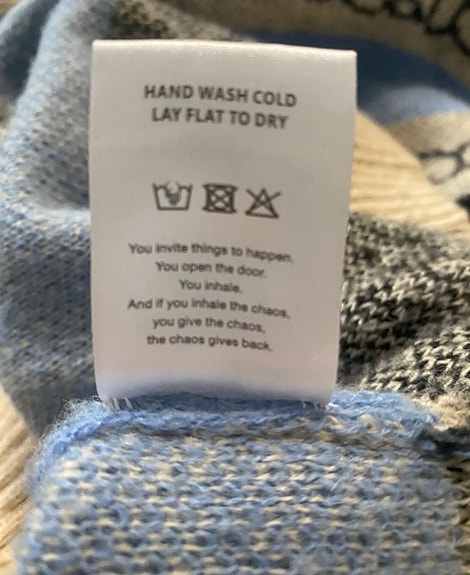 HAND WASH COLD
LAY FLAT TO DRY
You invite things to happen.
You open the door.
You inhale.
And if you inhale the chaos,
you give the chaos,
the chaos gives back.